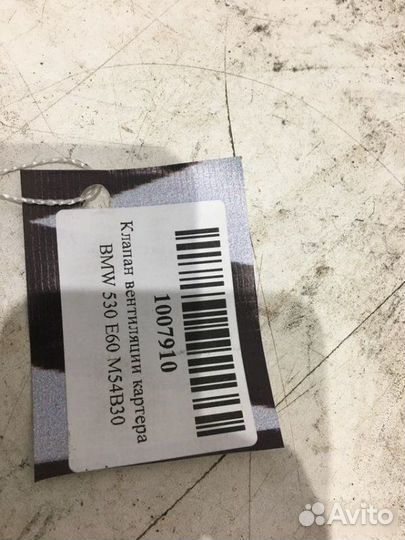 1007910
Клапан вентиляции картера
BMW 530 E60 M54B30
Avito